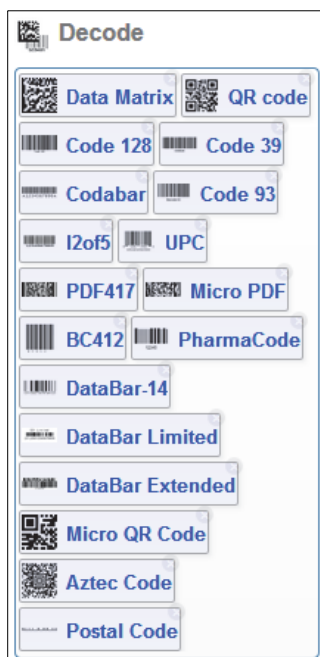 Decode
Data Matrix QR code
Code 128 Code 39
Codabar Code 93
I2of5 UPC
PDF417 Micro PDF
BC412 PharmaCode
DataBar-14
DataBar Limited
DataBar Extended
Micro QR Code
Aztec Code
Postal Code